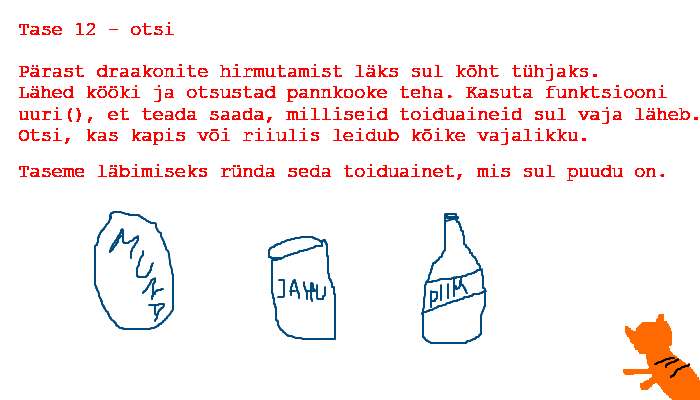 Tase 12 - otsi
Pärast draakonite hirmutamist läks sul kõht tühjaks.
Lähed kööki ja otsustad pannkooke teha. Kasuta funktsiooni
uuri(), et teada saada, milliseid toiduaineid sul vaja läheb.
Otsi, kas kapis või riiulis leidub kõike vajalikku.
Taseme läbimiseks ründa seda toiduainet, mis sul puudu on.
MUNA
JAHU
PIIM